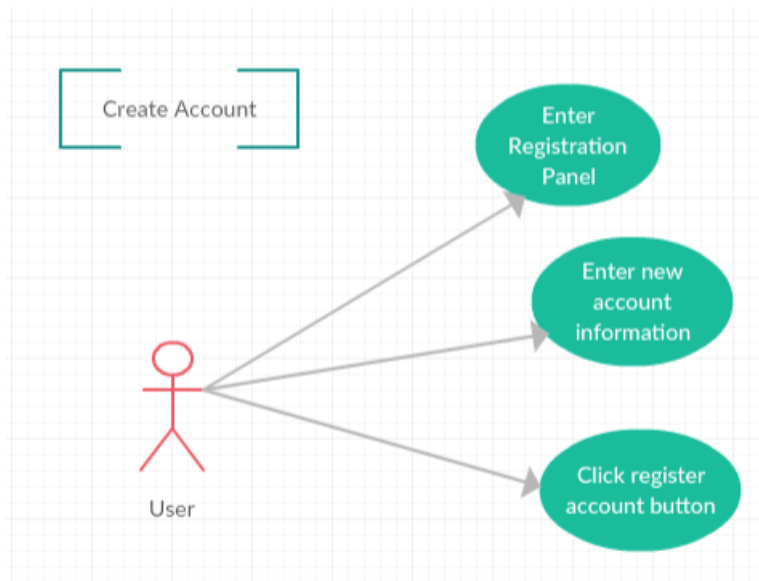 Create Account
Enter
Registration
Panel
Enter new
account
information
Click register
account button
User